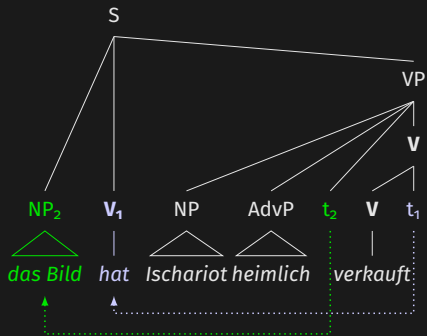 S
VP
V
NP₂ V₁ NP AdvP t₂ V t₁
das Bild hat Ischariot heimlich verkauft